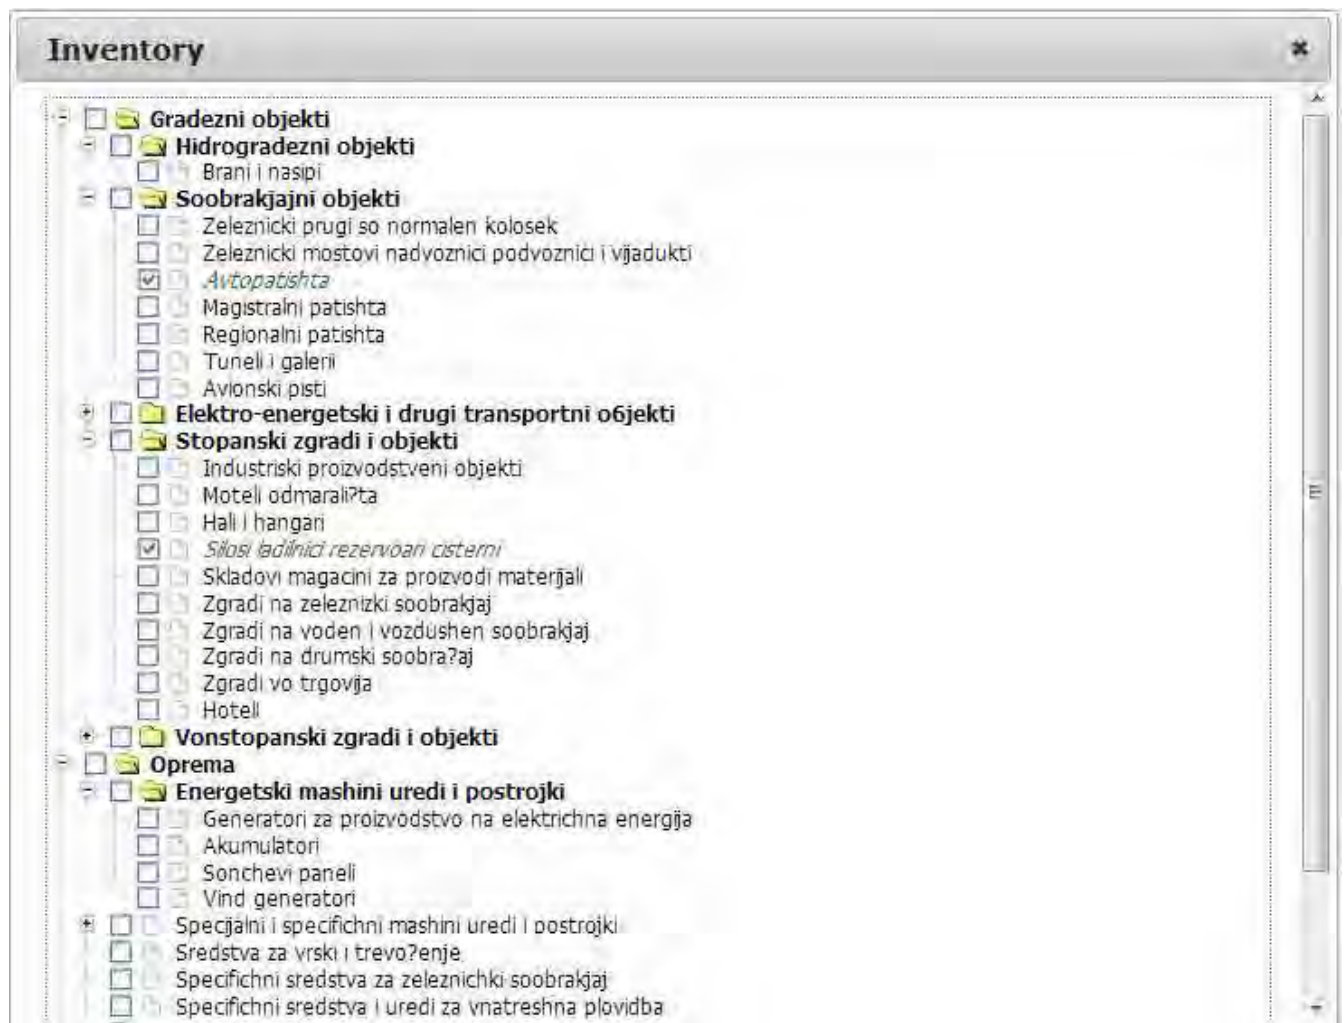 Inventory
Gradezni objekti
Hidrogradezni objekti
Brani i nasipi
Soobrakjajni objekti
Zeleznicki prugi so normalen kolosek
Zeleznicki mostovi nadvoznici podvoznici i vijadukti
Avtopatishta
Magistralni patishta
Regionalni patishta
Tuneli i galerii
Avionski pisti
Elektro-energetski i drugi transportni o6jekti
Stopanski zgradi i objekti
Industriski proizvodstveni objekti
Moteli odmarali?ta
Hali i hangari
Silosi ladilnici rezervoari cisterni
Skladovi magacini za proizvodi materijali
Zgradi na zeleznizki soobrakjaj
Zgradi na voden i vozdushen soobrakjaj
Zgradi na drumski soobra?aj
Zgradi vo trgovija
Hoteli
Vonstopanski zgradi i objekti
Oprema
Energetski mashini uredi i postrojki
Generatori za proizvodstvo na elektrichna energija
Akumulatori
Sonchevi paneli
Vind generatori
Specijalni i specifichni mashini uredi i postrojki
Sredstva za vrski i trevo?enje
Specifichni sredstva za zeleznichki soobrakjaj
Specifichni sredstva i uredi za vnatreshna plovidba